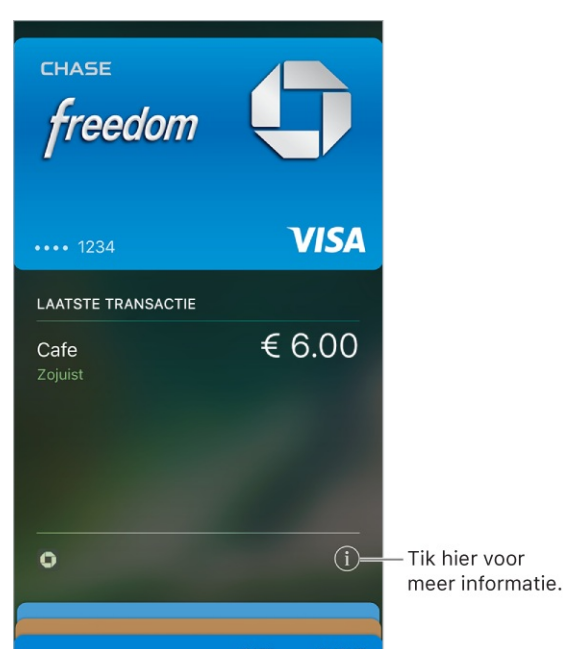 CHASE
freedom
•••• 1234
VISA
LAATSTE TRANSACTIE
Cafe
€ 6.00
Zojuist
Tik hier voor
meer informatie.